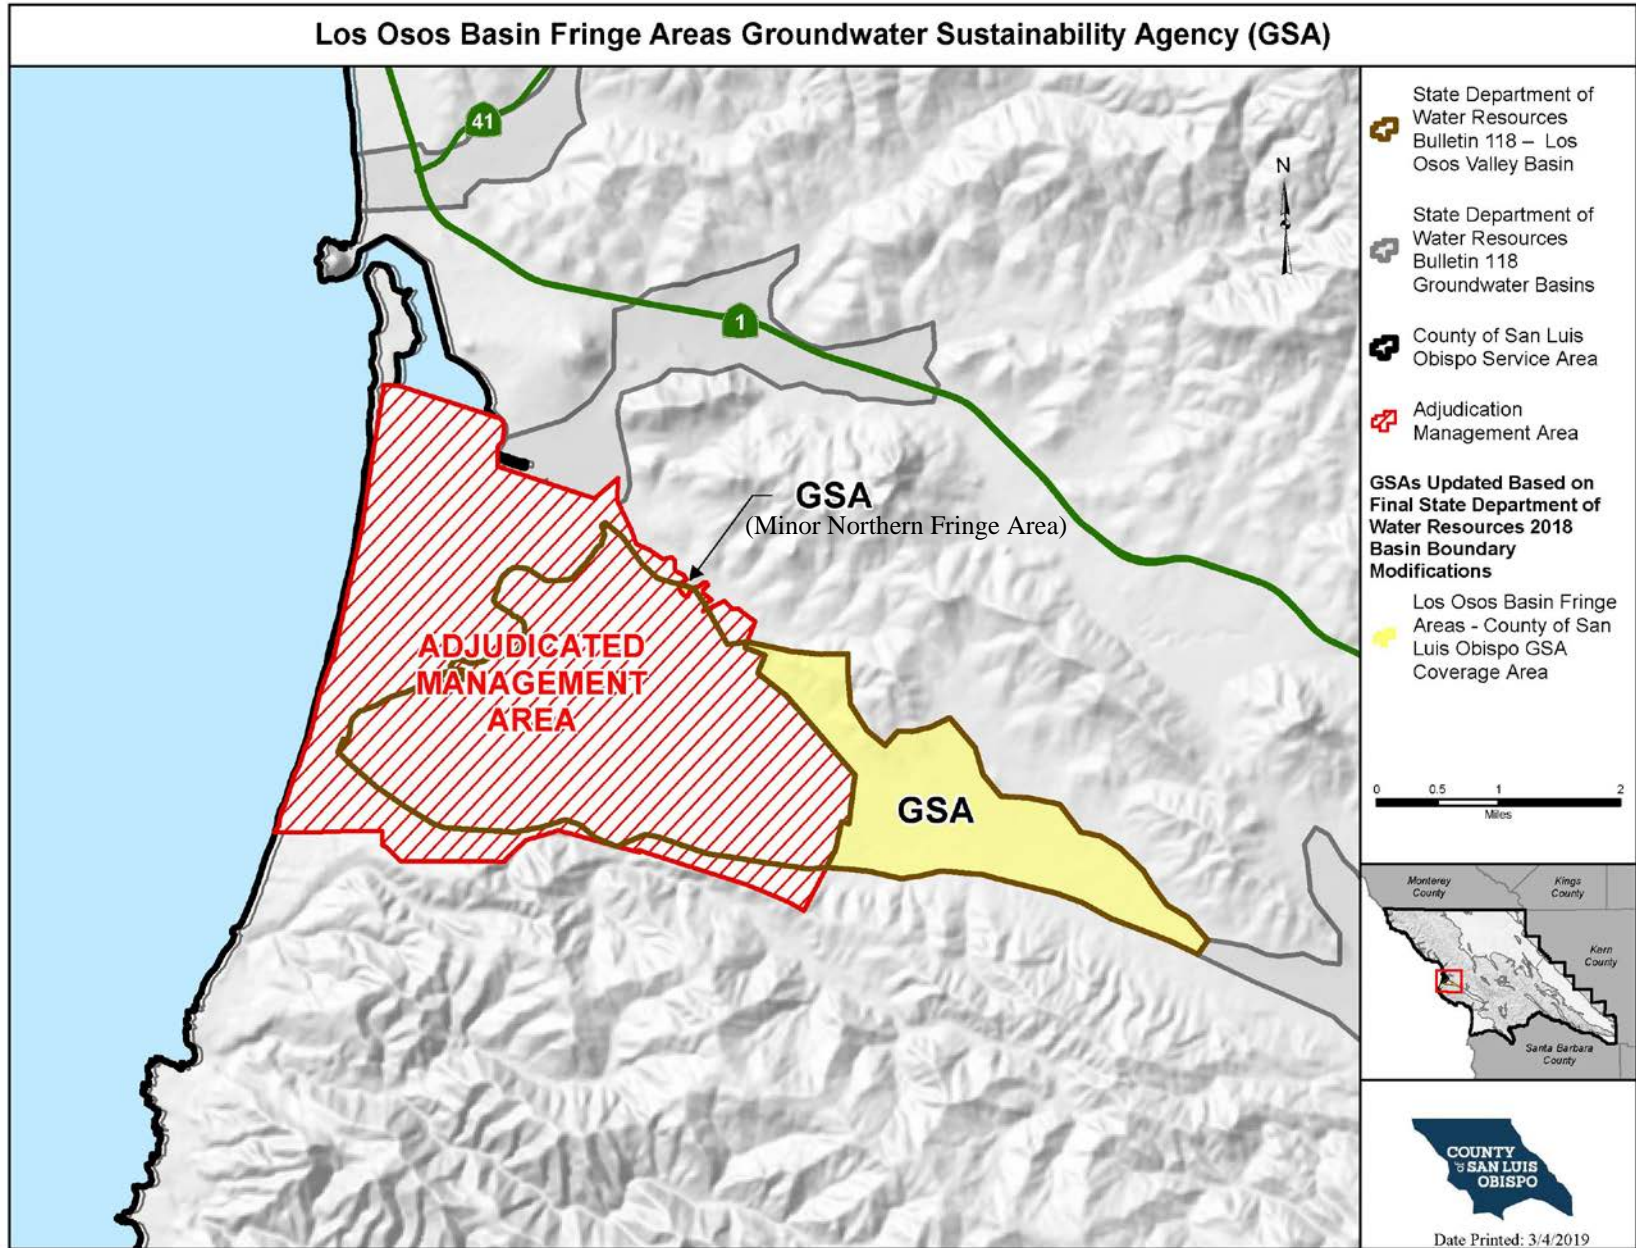 Los Osos Basin Fringe Areas Groundwater Sustainability Agency (GSA)
41
1
N
GSA
(Minor Northern Fringe Area)
ADJUDICATED
MANAGEMENT
AREA
GSA
State Department of
Water Resources
Bulletin 118 – Los
Osos Valley Basin
State Department of
Water Resources
Bulletin 118
Groundwater Basins
County of San Luis
Obispo Service Area
Adjudication
Management Area
GSAs Updated Based on
Final State Department of
Water Resources 2018
Basin Boundary
Modifications
Los Osos Basin Fringe
Areas - County of San
Luis Obispo GSA
Coverage Area
0 0.5 1 2
Miles
Monterey
County
Kings
County
Kern
County
Santa Barbara
County
COUNTY
OF SAN LUIS
OBISPO
Date Printed: 3/4/2019